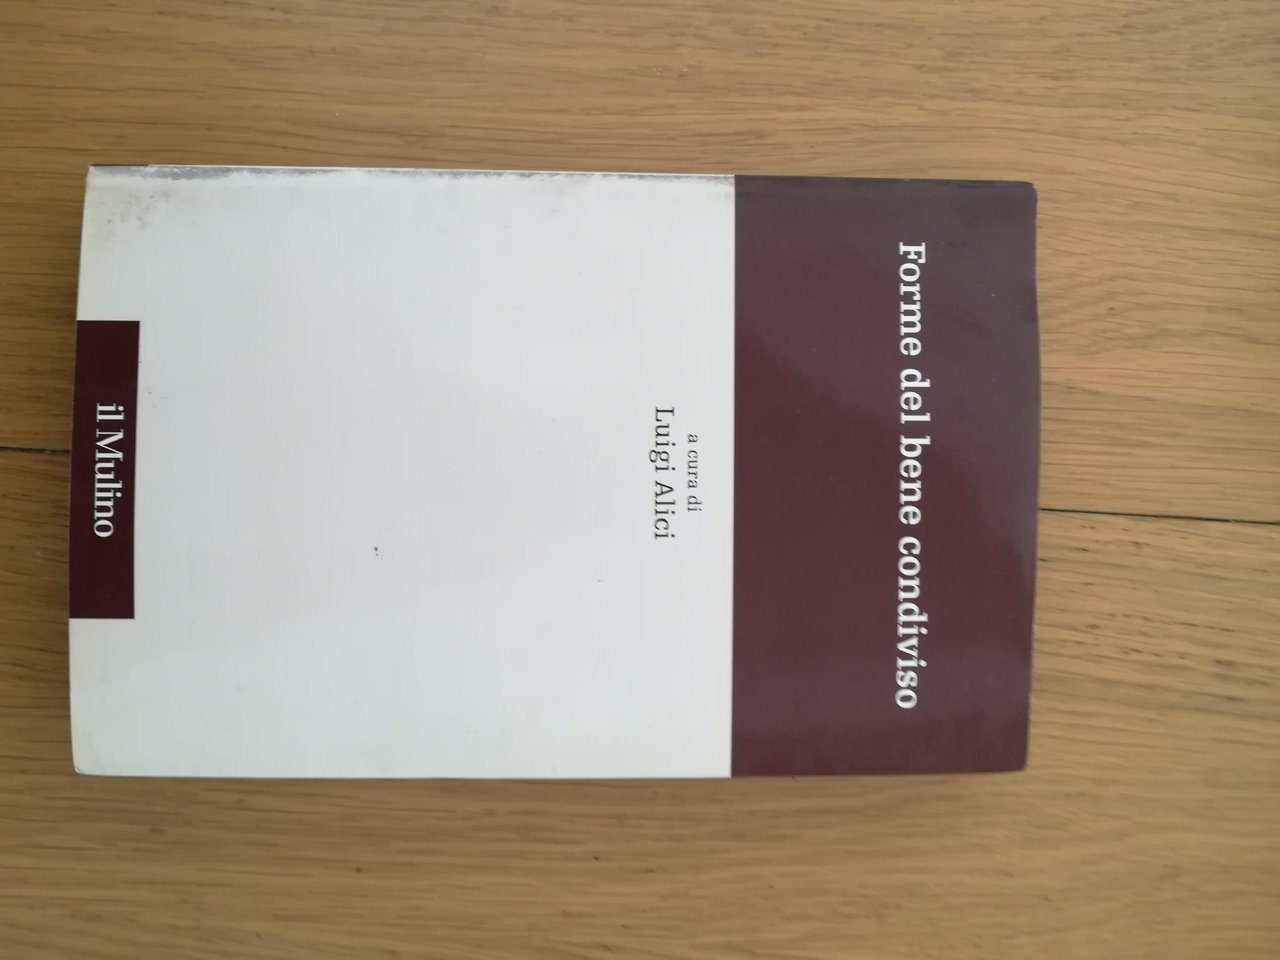 Forme del bene condiviso
a cura di
Luigi Alici
il Mulino